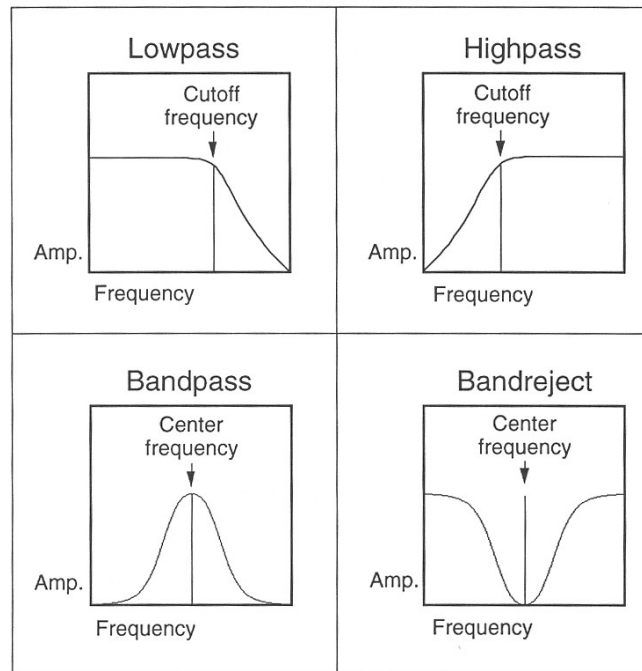 Lowpass
Cutoff
frequency
Amp.
Frequency
Highpass
Cutoff
frequency
Amp.
Frequency
Bandpass
Center
frequency
Amp.
Frequency
Bandreject
Center
frequency
Amp.
Frequency